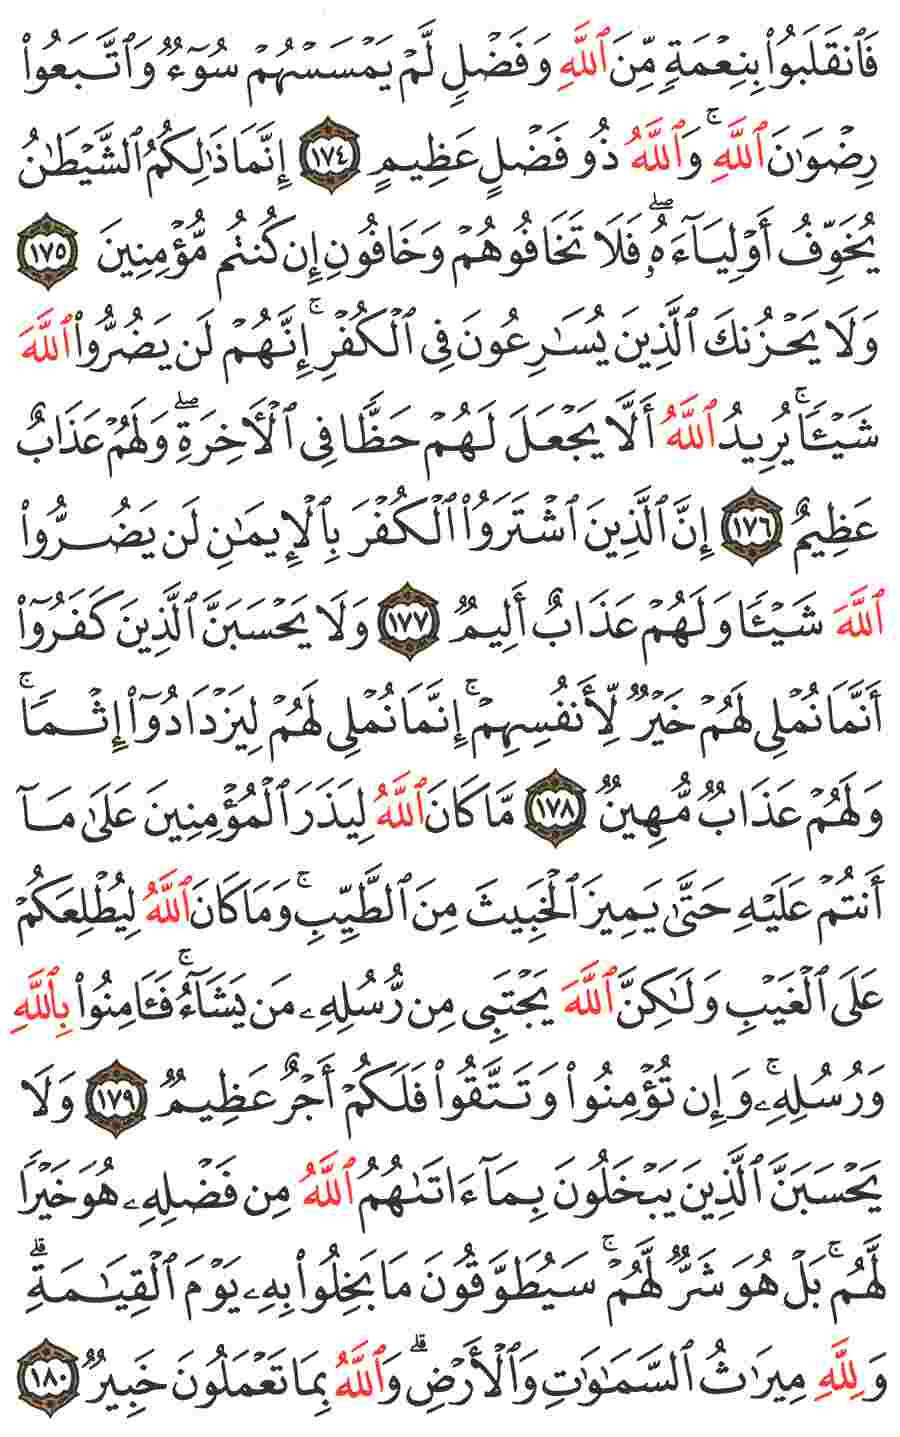 فَٱنقَلَبُواْ بِنِعۡمَةٖ مِّنَ ٱللَّهِ وَفَضۡلٖ لَّمۡ يَمۡسَسۡهُمۡ سُوٓءٞ وَٱتَّبَعُواْ
رِضۡوَٰنَ ٱللَّهِۗ وَٱللَّهُ ذُو فَضۡلٍ عَظِيمٍ ١٧٤ إِنَّمَا ذَٰلِكُمُ ٱلشَّيۡطَٰنُ
يُخَوِّفُ أَوۡلِيَآءَهُۥۖ فَلَا تَخَافُوهُمۡ وَخَافُونِ إِن كُنتُم مُّؤۡمِنِينَ ١٧٥
وَلَا يَحۡزُنكَ ٱلَّذِينَ يُسَٰرِعُونَ فِي ٱلۡكُفۡرِۚ إِنَّهُمۡ لَن يَضُرُّواْ ٱللَّهَ
شَيۡـٔٗاۚ يُرِيدُ ٱللَّهُ أَلَّا يَجۡعَلَ لَهُمۡ حَظّٗا فِي ٱلۡأٓخِرَةِۖ وَلَهُمۡ عَذَابٌ
عَظِيمٌ ١٧٦ إِنَّ ٱلَّذِينَ ٱشۡتَرَوُاْ ٱلۡكُفۡرَ بِٱلۡإِيمَٰنِ لَن يَضُرُّواْ
ٱللَّهَ شَيۡـٔٗا وَلَهُمۡ عَذَابٌ أَلِيمٞ ١٧٧ وَلَا يَحۡسَبَنَّ ٱلَّذِينَ كَفَرُوٓاْ
أَنَّمَا نُمۡلِي لَهُمۡ خَيۡرٞ لِّأَنفُسِهِمۡۚ إِنَّمَا نُمۡلِي لَهُمۡ لِيَزۡدَادُوٓاْ إِثۡمٗاۚ
وَلَهُمۡ عَذَابٞ مُّهِينٞ ١٧٨ مَّا كَانَ ٱللَّهُ لِيَذَرَ ٱلۡمُؤۡمِنِينَ عَلَىٰ مَآ
أَنتُمۡ عَلَيۡهِ حَتَّىٰ يَمِيزَ ٱلۡخَبِيثَ مِنَ ٱلطَّيِّبِۗ وَمَا كَانَ ٱللَّهُ لِيُطۡلِعَكُمۡ
عَلَى ٱلۡغَيۡبِ وَلَٰكِنَّ ٱللَّهَ يَجۡتَبِي مِن رُّسُلِهِۦ مَن يَشَآءُۖ فَـَٔامِنُواْ بِٱللَّهِ
وَرُسُلِهِۦۚ وَإِن تُؤۡمِنُواْ وَتَتَّقُواْ فَلَكُمۡ أَجۡرٌ عَظِيمٞ ١٧٩ وَلَا
يَحۡسَبَنَّ ٱلَّذِينَ يَبۡخَلُونَ بِمَآ ءَاتَىٰهُمُ ٱللَّهُ مِن فَضۡلِهِۦ هُوَ خَيۡرٗا
لَّهُمۖ بَلۡ هُوَ شَرّٞ لَّهُمۡۖ سَيُطَوَّقُونَ مَا بَخِلُواْ بِهِۦ يَوۡمَ ٱلۡقِيَٰمَةِۗ
وَلِلَّهِ مِيرَٰثُ ٱلسَّمَٰوَٰتِ وَٱلۡأَرۡضِۗ وَٱللَّهُ بِمَا تَعۡمَلُونَ خَبِيرٞ ١٨٠